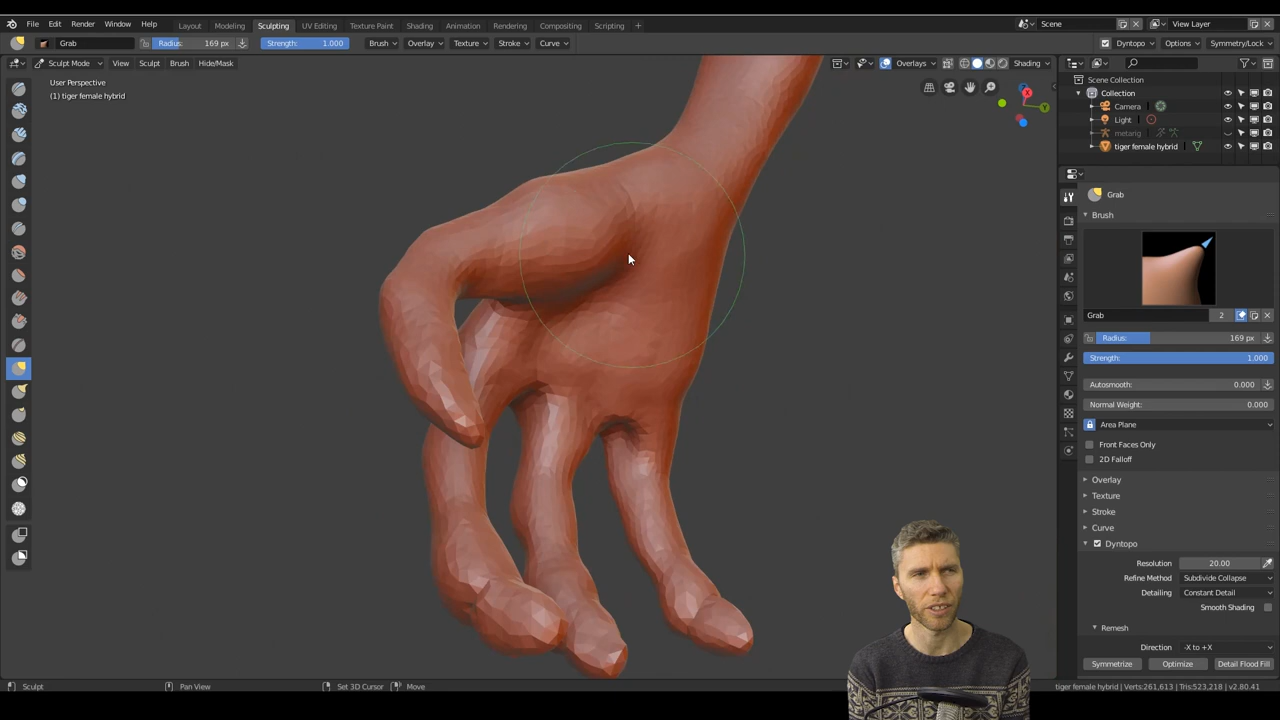 File Edit Render Window Help Layout Modeling Sculpting UV Editing Texture Paint Shading Animation Rendering Compositing Scripting + Scene View Layer
Grab Radius: 169 px Strength: 1.000 Brush Overlay Texture Stroke Curve Dyntopo Options Symmetry/Lock
Sculpt Mode View Sculpt Brush Hide/Mask Overlays Shading
User Perspective
(1) tiger female hybrid
X
Y
Scene Collection
Collection
Camera
Light
metarig
tiger female hybrid
Grab
Brush
Grab 2
Radius: 169 px
Strength: 1.000
Autosmooth: 0.000
Normal Weight: 0.000
Area Plane
Front Faces Only
2D Falloff
Overlay
Texture
Stroke
Curve
Dyntopo
Resolution 20.00
Refine Method Subdivide Collapse
Detailing Constant Detail
Smooth Shading
Remesh
Direction -X to +X
Symmetrize Optimize Detail Flood Fill
Sculpt Pan View Set 3D Cursor Move tiger female hybrid | Verts:261,613 | Tris:523,218 | v2.80.41